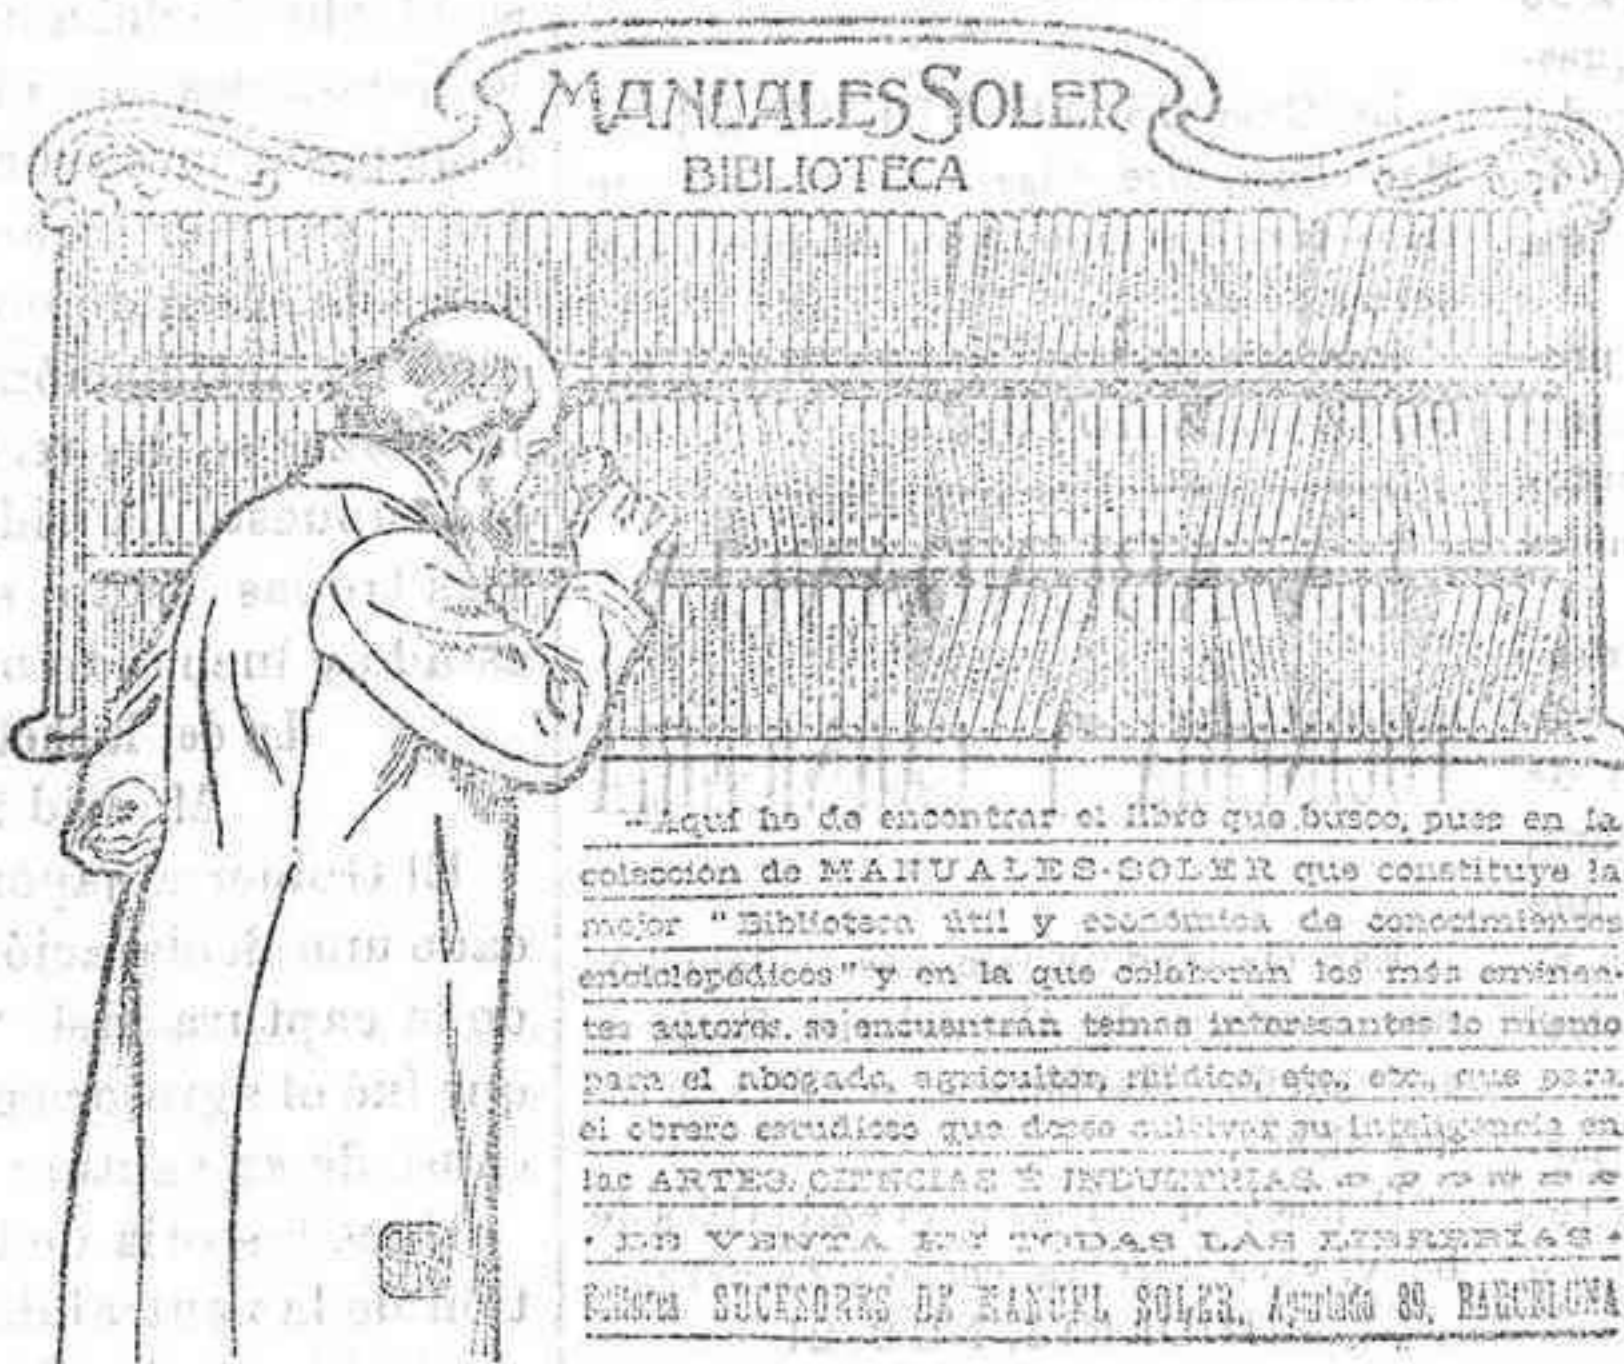 MANUALES SOLER
BIBLIOTECA
—Aquí he de encontrar el libro que busco, pues en la
colección de MANUALES-SOLER que constituye la
mejor "Biblioteca útil y económica de conocimientos
enciclopédicos" y en la que colaboran los más eminen-
tes autores, se encuentran temas interesantes lo mismo
para el abogado, agricultor, médico, etc., etc., que para
el obrero estudioso que desee cultivar su inteligencia en
las ARTES, CIENCIAS É INDUSTRIAS.
• DE VENTA EN TODAS LAS LIBRERÍAS •
Editores SUCESORES DE MANUEL SOLER, Apartado 89, BARCELONA